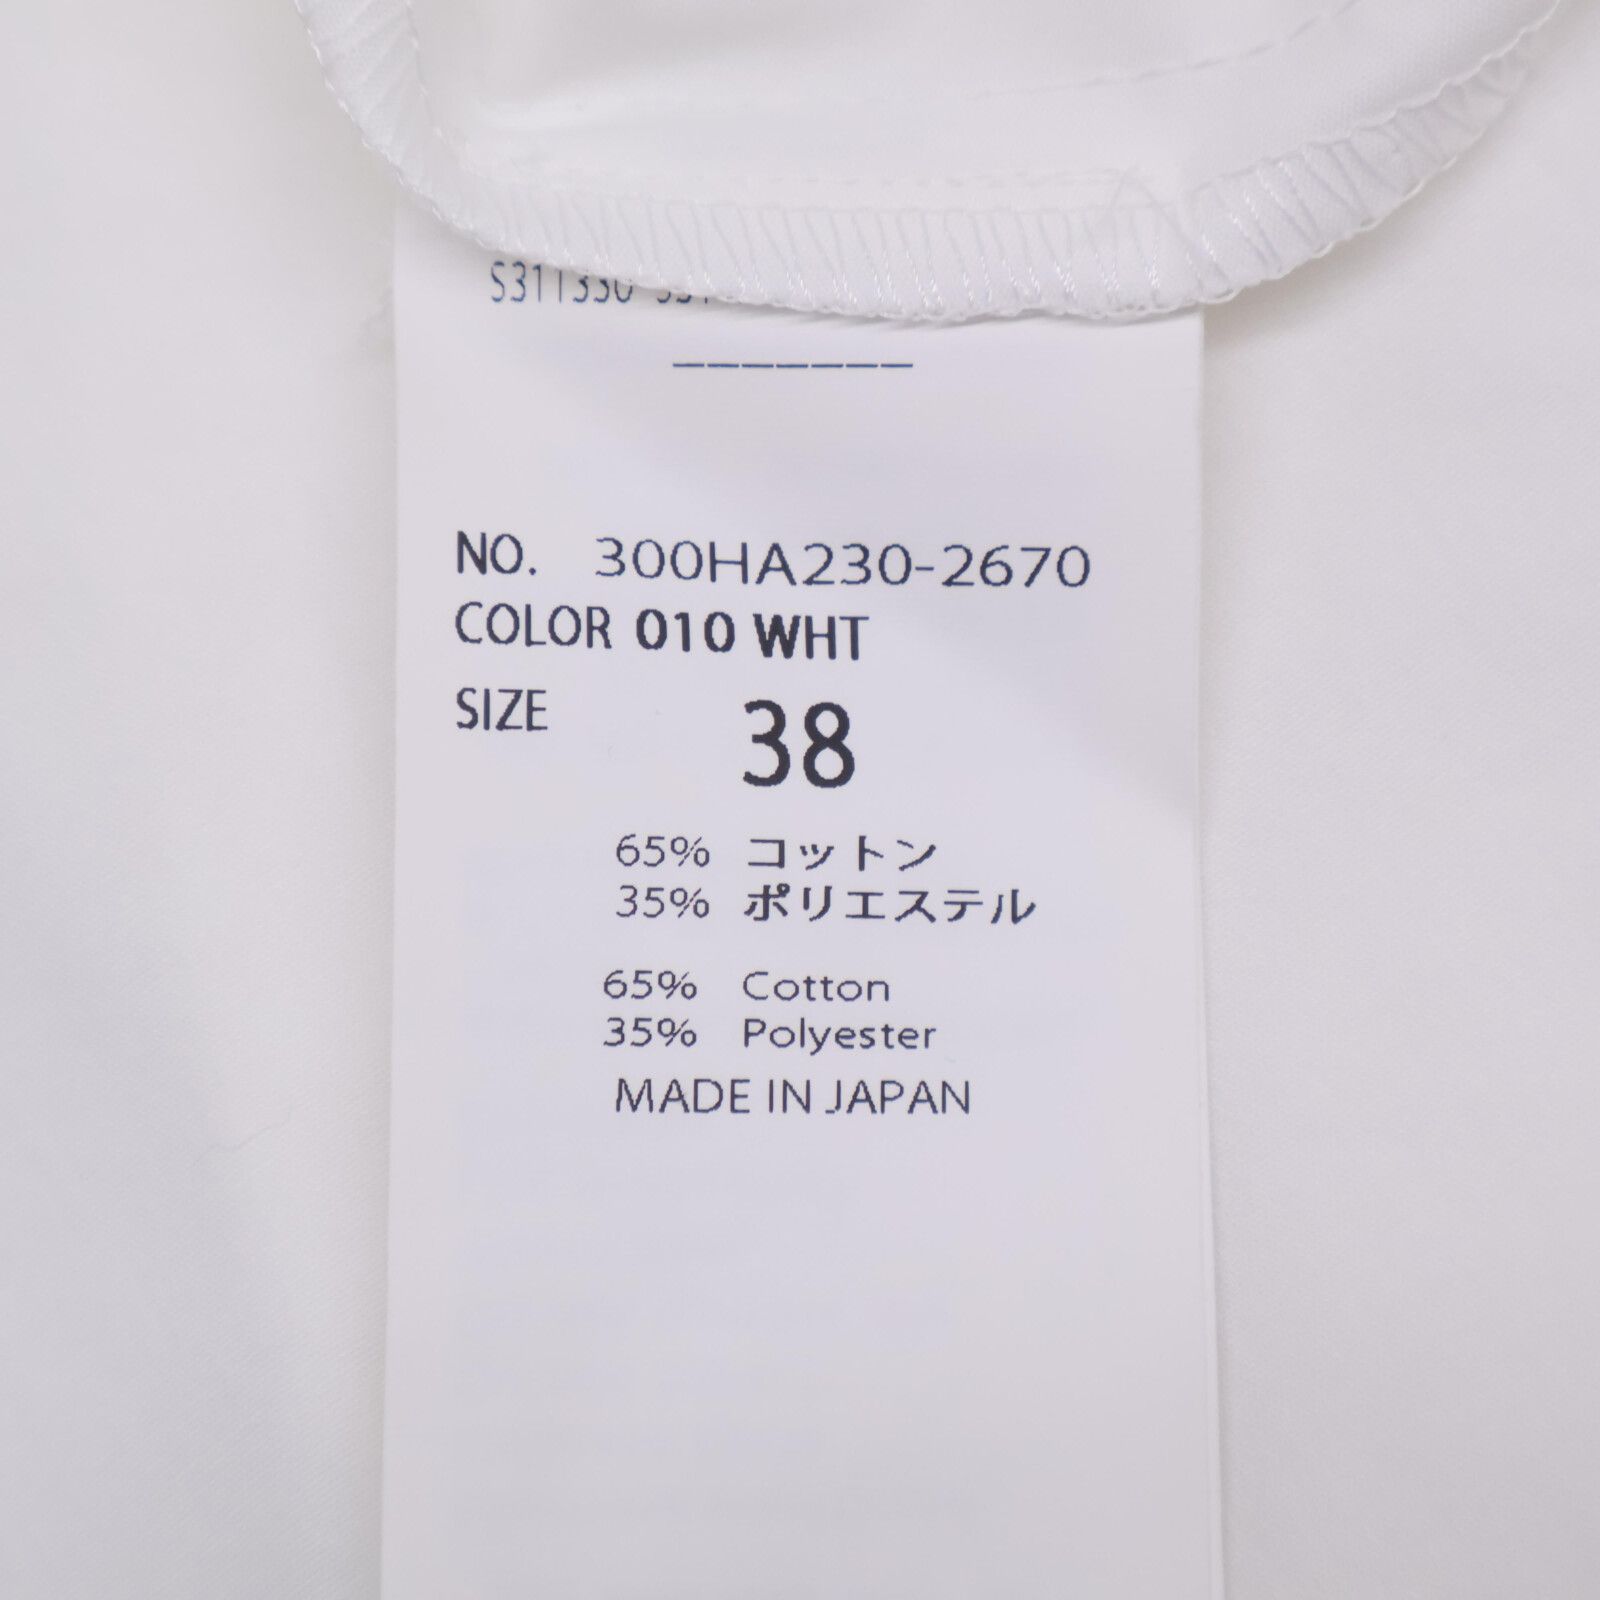 S311330
NO. 300HA230-2670
COLOR 010 WHT
SIZE 38
65% コットン
35% ポリエステル
65% Cotton
35% Polyester
MADE IN JAPAN